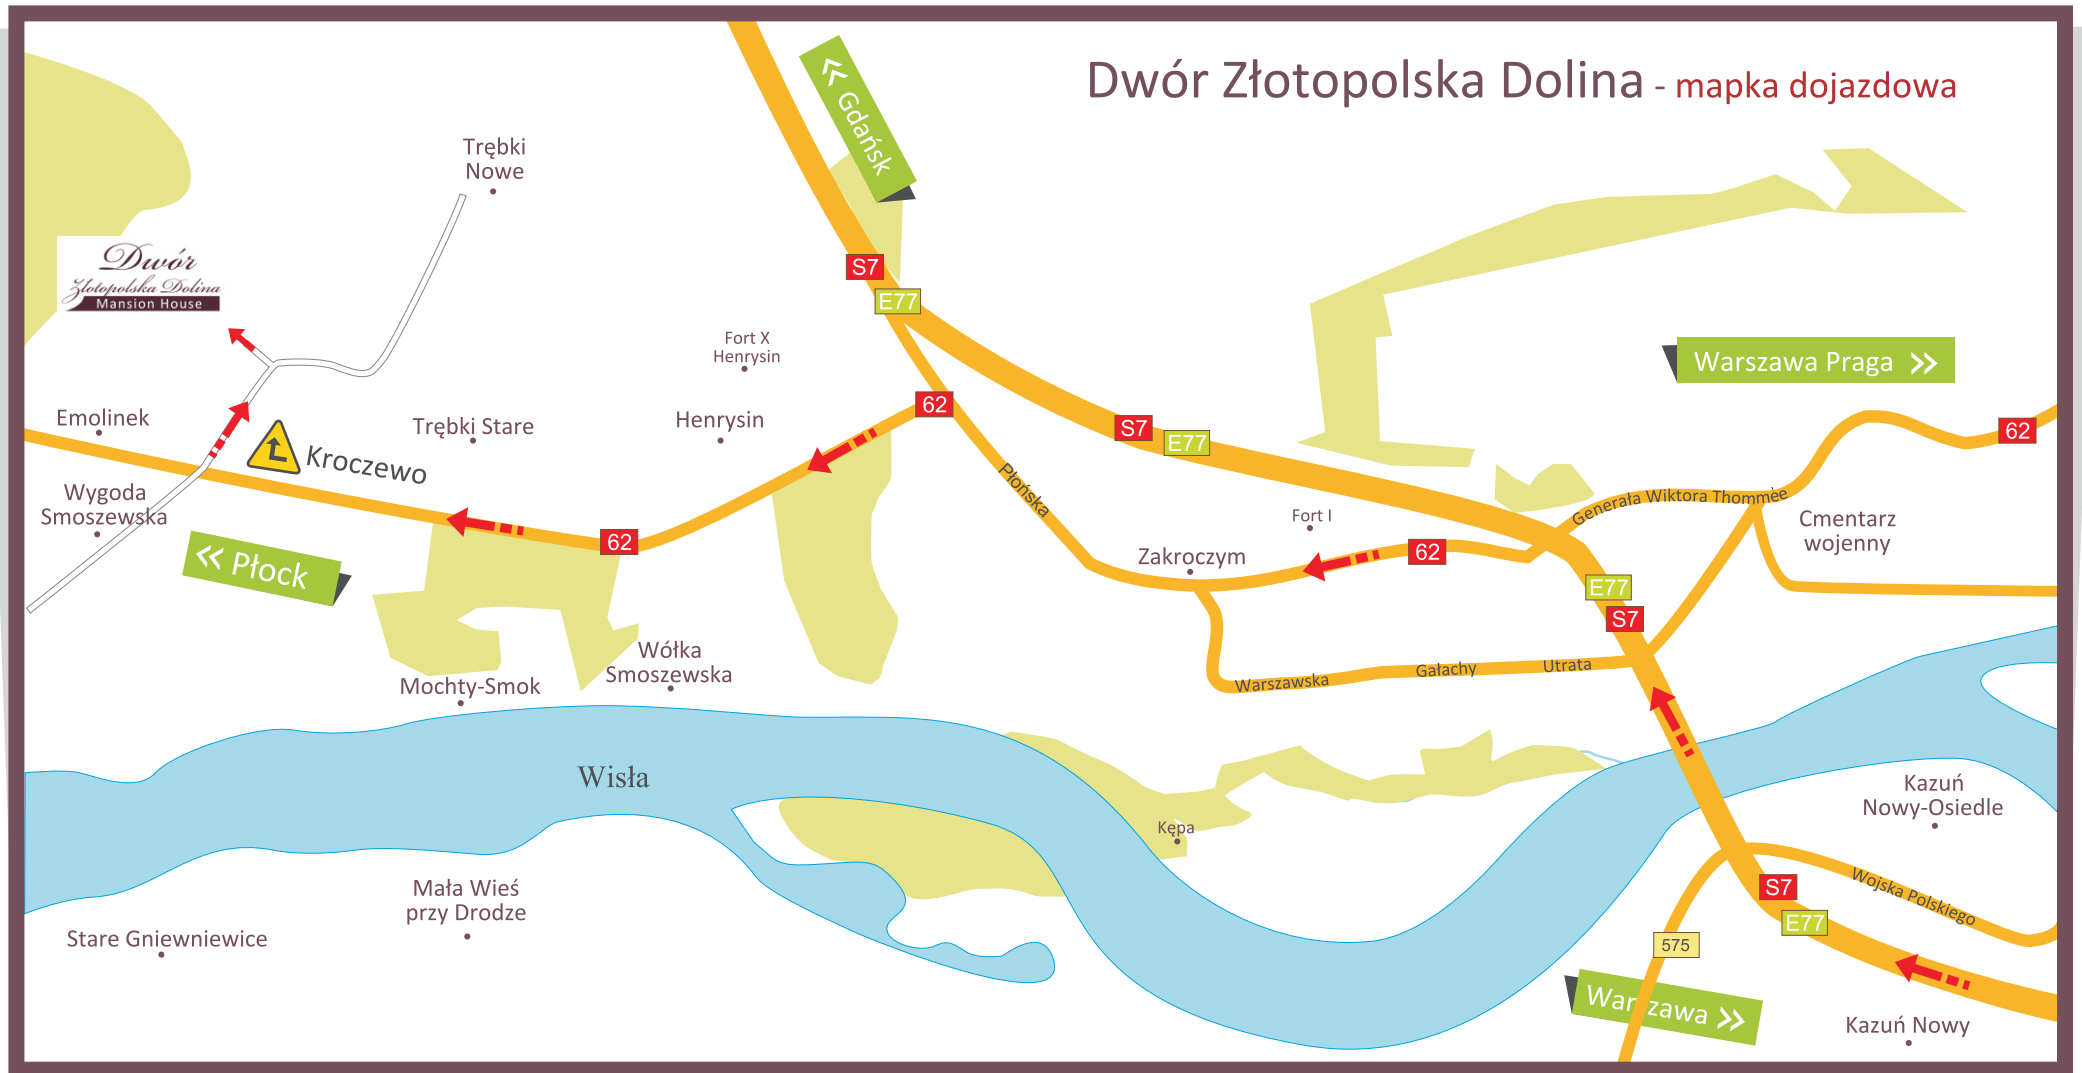 Dwór Złotopolska Dolina - mapka dojazdowa
« Gdańsk
Trębki
Nowe
Dwór
Złotopolska Dolina
Mansion House
S7
E77
Fort X
Henrysin
Warszawa Praga »
62
Emolinek
Trębki Stare
Henrysin
62
S7
E77
Kroczewo
Płońska
Generała Wiktora Thommèe
Wygoda
Smoszewska
Fort I
Cmentarz
wojenny
« Płock
62
Zakroczym
62
E77
S7
Wółka
Smoszewska
Mochty-Smok
Warszawska
Gałachy
Utrata
Wisła
Kazuń
Nowy-Osiedle
Kępa
Mała Wieś
przy Drodze
S7
E77
Wojska Polskiego
Stare Gniewniewice
575
Warszawa »
Kazuń Nowy